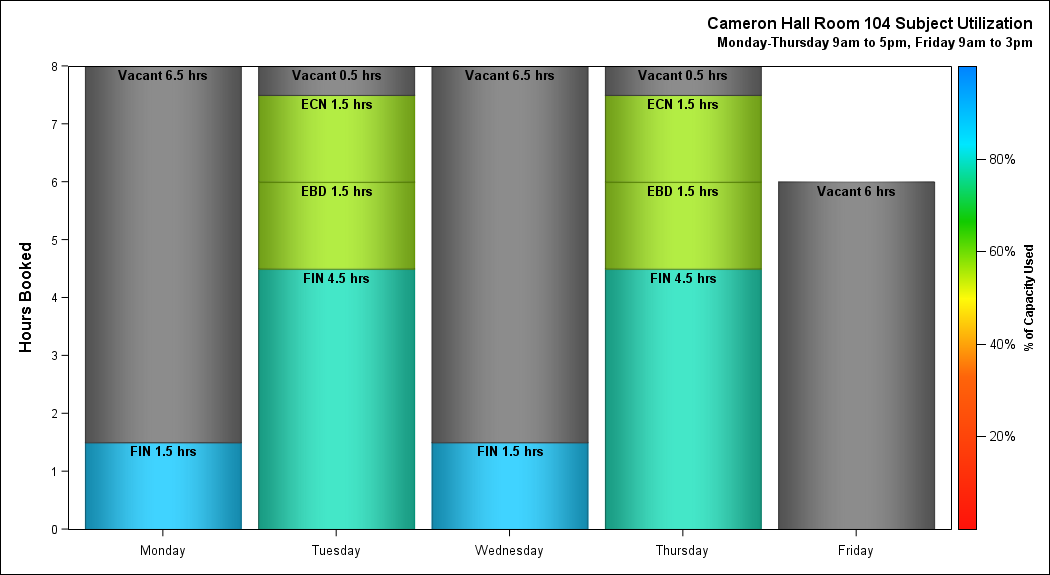 Cameron Hall Room 104 Subject Utilization
Monday-Thursday 9am to 5pm, Friday 9am to 3pm
Hours Booked
8
7
6
5
4
3
2
1
0
Vacant 6.5 hrs
FIN 1.5 hrs
Vacant 0.5 hrs
ECN 1.5 hrs
EBD 1.5 hrs
FIN 4.5 hrs
Vacant 6.5 hrs
FIN 1.5 hrs
Vacant 0.5 hrs
ECN 1.5 hrs
EBD 1.5 hrs
FIN 4.5 hrs
Vacant 6 hrs
Monday
Tuesday
Wednesday
Thursday
Friday
80%
60%
40%
20%
% of Capacity Used